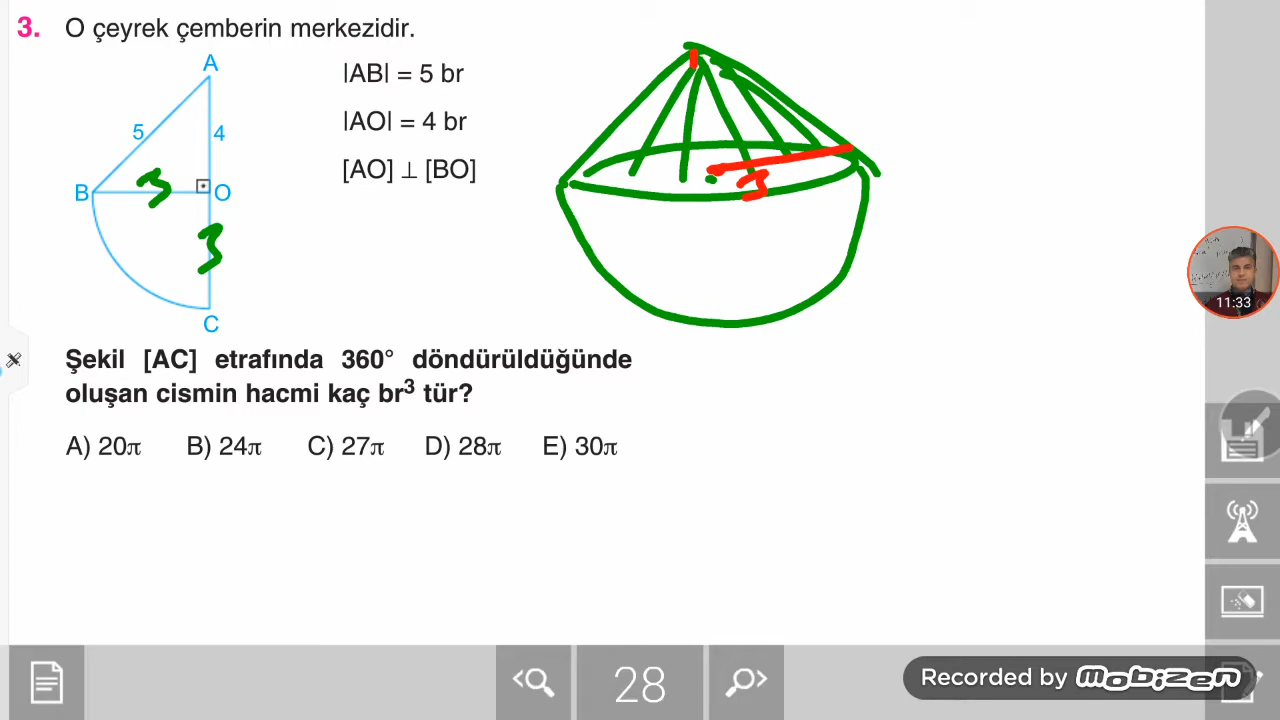 3. O çeyrek çemberin merkezidir.
A
|AB| = 5 br
5
4
|AO| = 4 br
[AO] ⊥ [BO]
3
3
B
O
3
C
11:33
Şekil [AC] etrafında 360° döndürüldüğünde
oluşan cismin hacmi kaç br³ tür?
A) 20π B) 24π C) 27π D) 28π E) 30π
28
Recorded by mobizen